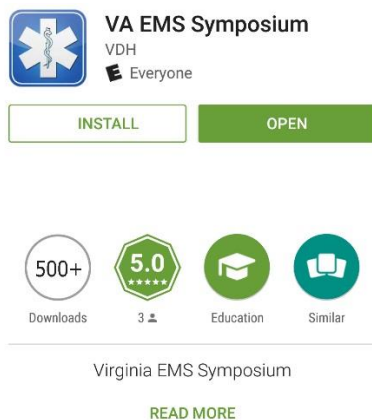 VA EMS Symposium
VDH
E Everyone
INSTALL OPEN
500+ 5.0
Downloads 3 Education Similar
Virginia EMS Symposium
READ MORE